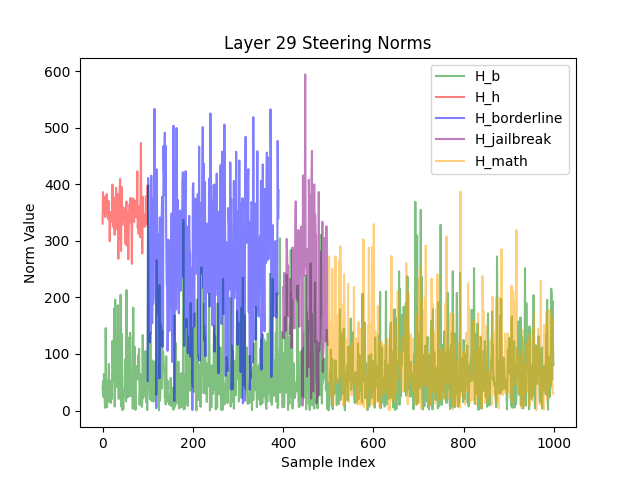 Layer 29 Steering Norms
Norm Value
600
500
400
300
200
100
0
0 200 400 600 800 1000
Sample Index
H_b
H_h
H_borderline
H_jailbreak
H_math